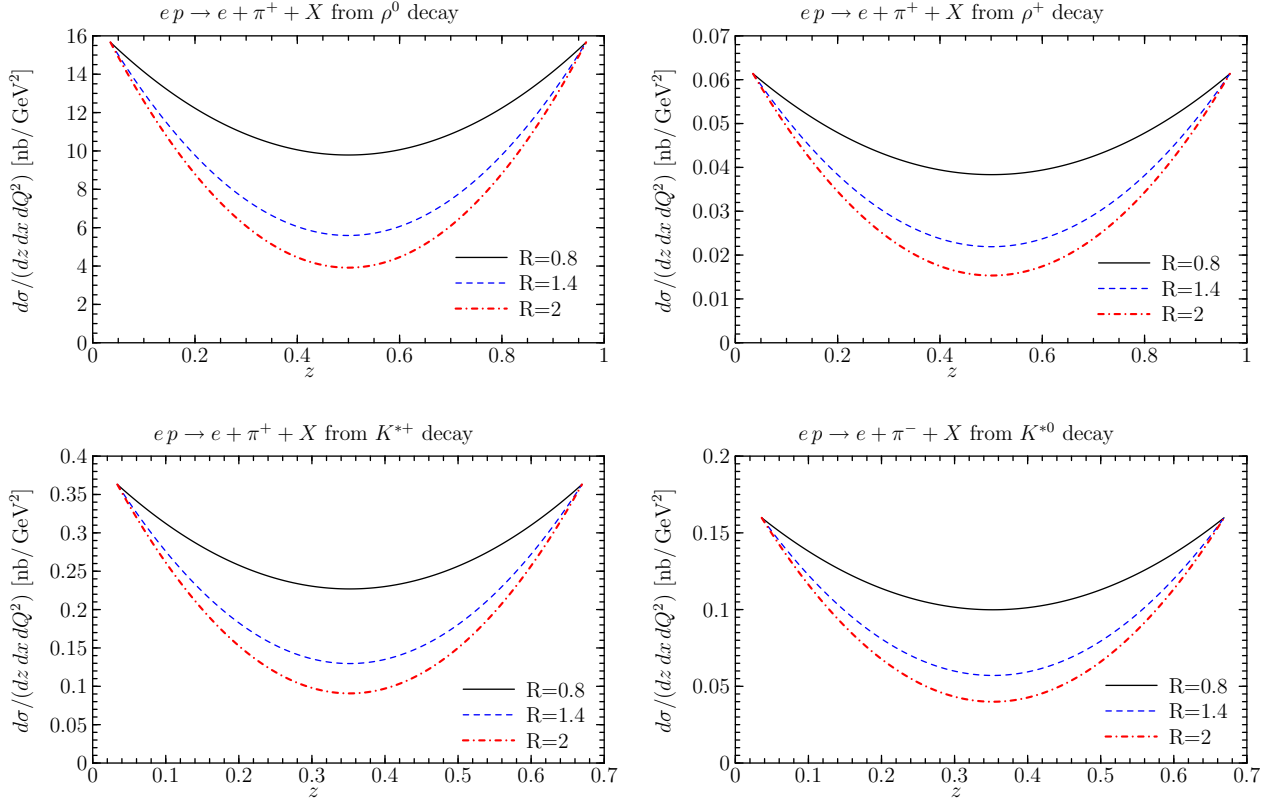 e p → e + π⁺ + X from ρ⁰ decay
dσ/(dz dx dQ²) [nb/ GeV²]
16
14
12
10
8
6
4
2
0
R=0.8
R=1.4
R=2
0 0.2 0.4 0.6 0.8 1
z
e p → e + π⁺ + X from ρ⁺ decay
dσ/(dz dx dQ²) [nb/ GeV²]
0.07
0.06
0.05
0.04
0.03
0.02
0.01
0
R=0.8
R=1.4
R=2
0 0.2 0.4 0.6 0.8 1
z
e p → e + π⁺ + X from K*⁺ decay
dσ/(dz dx dQ²) [nb/ GeV²]
0.4
0.35
0.3
0.25
0.2
0.15
0.1
0.05
0
R=0.8
R=1.4
R=2
0 0.1 0.2 0.3 0.4 0.5 0.6 0.7
z
e p → e + π⁻ + X from K*⁰ decay
dσ/(dz dx dQ²) [nb/ GeV²]
0.2
0.15
0.1
0.05
0
R=0.8
R=1.4
R=2
0 0.1 0.2 0.3 0.4 0.5 0.6 0.7
z